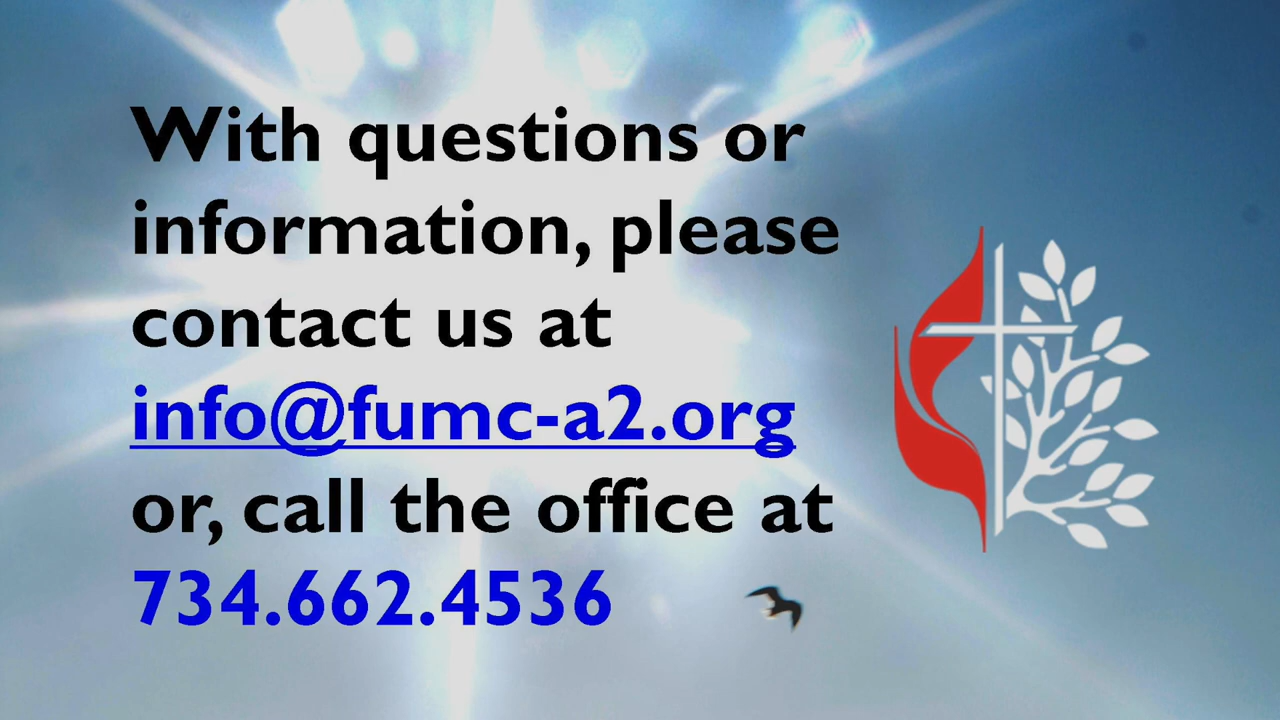 With questions or
information, please
contact us at
info@fumc-a2.org
or, call the office at
734.662.4536